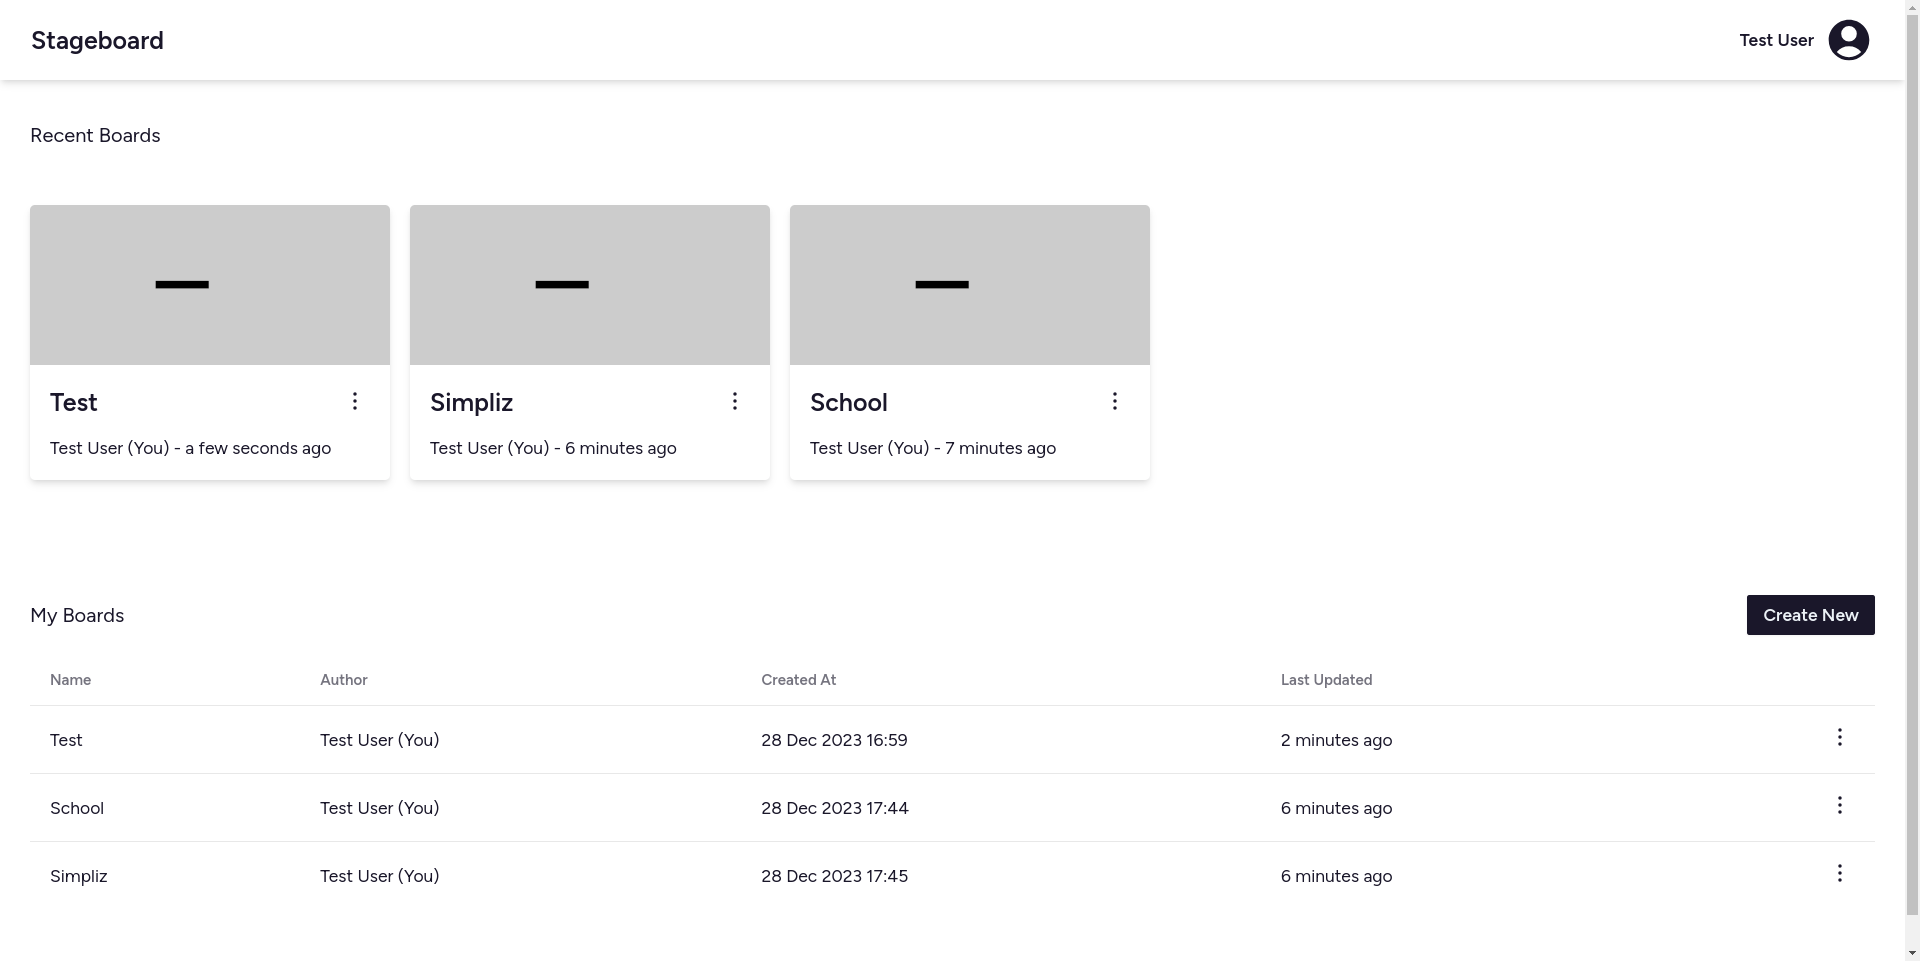 Stageboard
Test User
Recent Boards
Test
Test User (You) - a few seconds ago
Simpliz
Test User (You) - 6 minutes ago
School
Test User (You) - 7 minutes ago
My Boards
Create New
Name Author Created At Last Updated
Test Test User (You) 28 Dec 2023 16:59 2 minutes ago
School Test User (You) 28 Dec 2023 17:44 6 minutes ago
Simpliz Test User (You) 28 Dec 2023 17:45 6 minutes ago